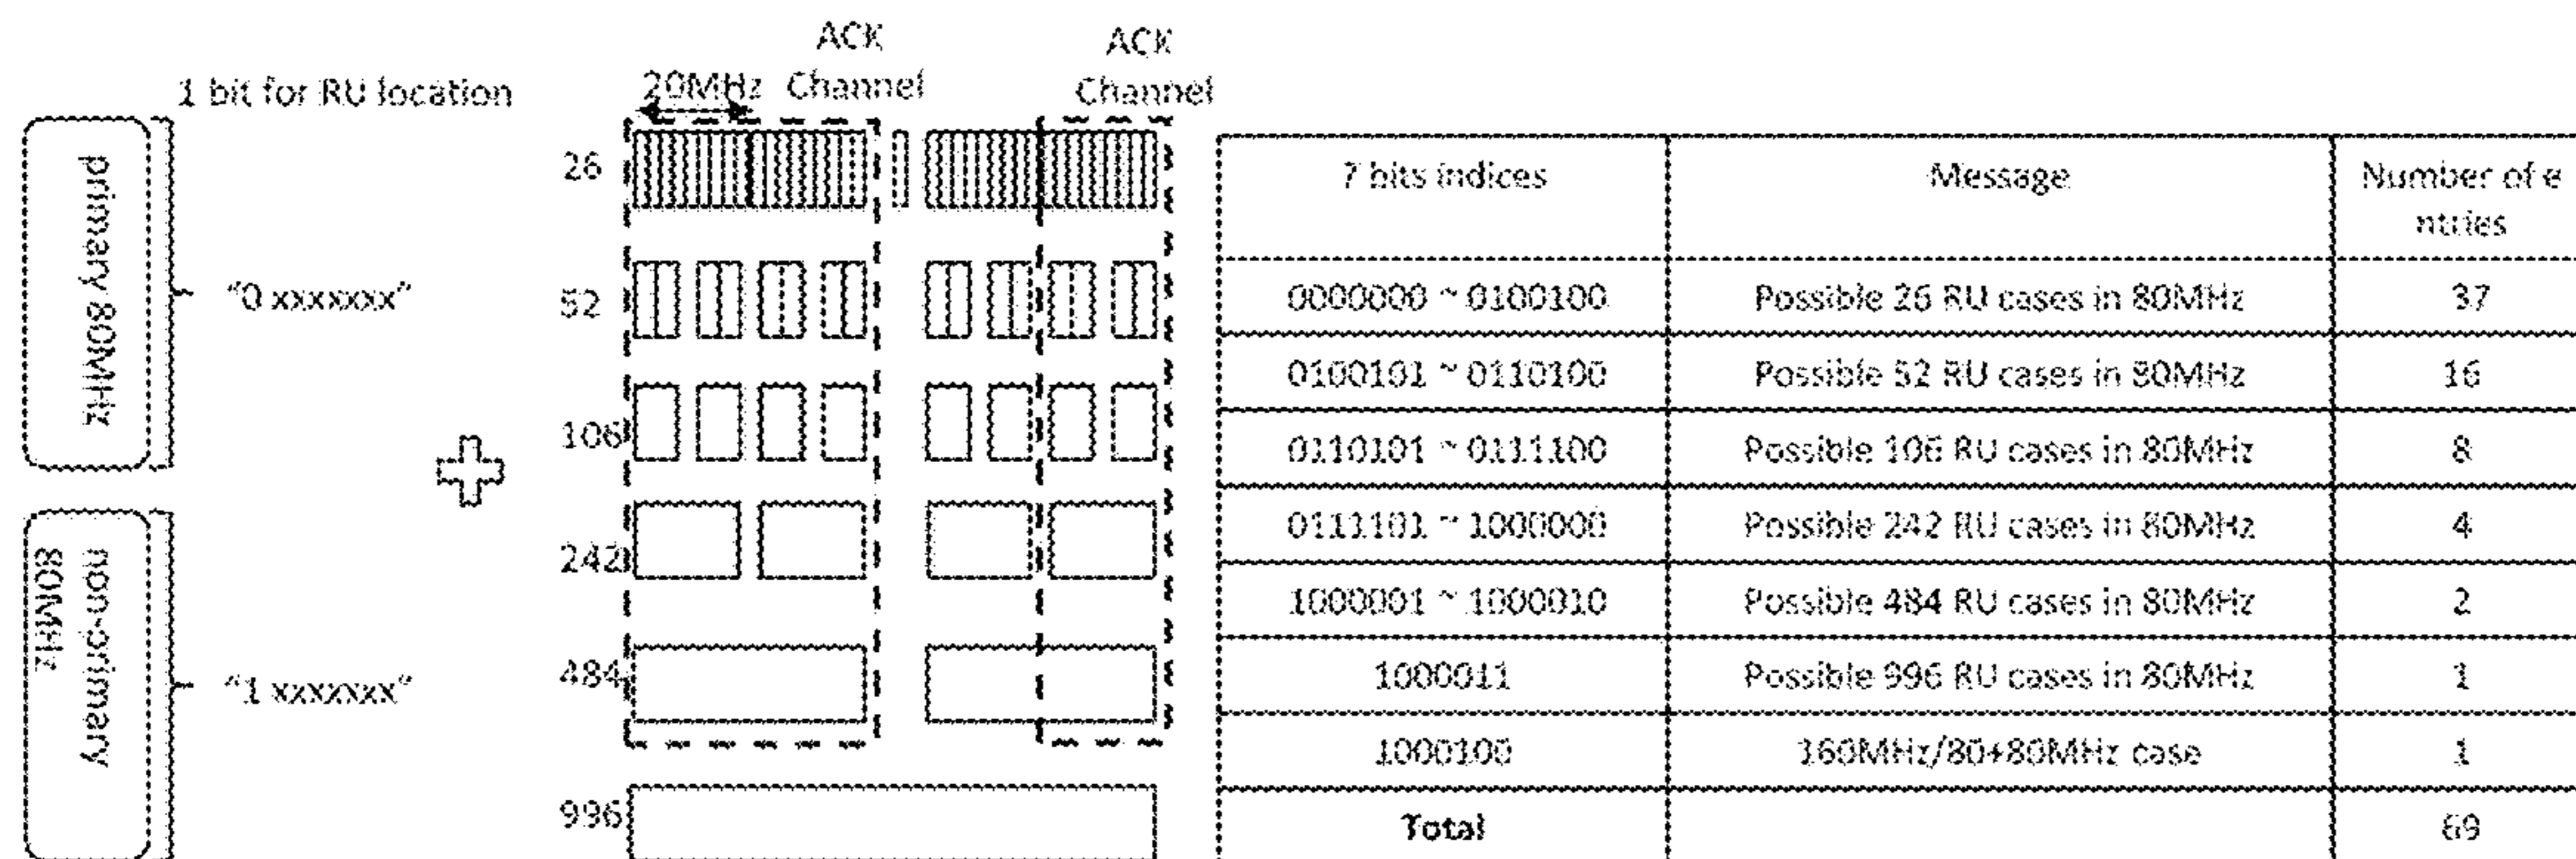 1 bit for RU location
primary 80MHz
"0 xxxxxxx"
non-primary
80MHz
"1 xxxxxxx"
20MHz
ACK
Channel
ACK
Channel
26
52
106
242
484
996
7 bits indices Message Number of e
ntries
0000000 ~ 0100100 Possible 26 RU cases in 80MHz 37
0100101 ~ 0110100 Possible 52 RU cases in 80MHz 16
0110101 ~ 0111100 Possible 106 RU cases in 80MHz 8
0111101 ~ 1000000 Possible 242 RU cases in 80MHz 4
1000001 ~ 1000010 Possible 484 RU cases in 80MHz 2
1000011 Possible 996 RU cases in 80MHz 1
1000100 160MHz/80+80MHz case 1
Total 69